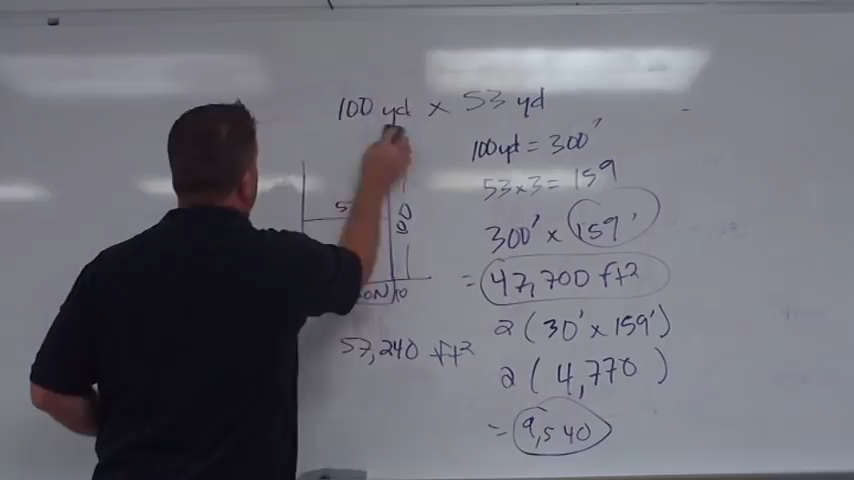 100 yd x 53 yd
100yd = 300'
53x3 = 159
300' x 159'
= 47,700 ft2
2 (30' x 159')
2 (4,770)
= 9,540
57,240 ft2
10